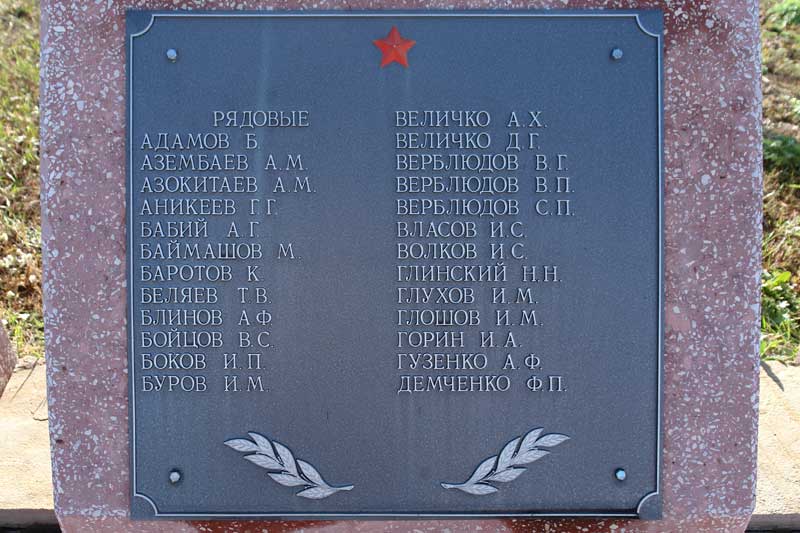 РЯДОВЫЕ
АДАМОВ Б.
АЗЕМБАЕВ А.М.
АЗОКИТАЕВ А.М.
АНИКЕЕВ Г.Г.
БАБИЙ А.Г.
БАЙМАШОВ М.
БАРОТОВ К.
БЕЛЯЕВ Т.В.
БЛИНОВ А.Ф.
БОЙЦОВ В.С.
БОКОВ И.П.
БУРОВ И.М.
ВЕЛИЧКО А.Х.
ВЕЛИЧКО Д.Г.
ВЕРБЛЮДОВ В.Г.
ВЕРБЛЮДОВ В.П.
ВЕРБЛЮДОВ С.П.
ВЛАСОВ И.С.
ВОЛКОВ И.С.
ГЛИНСКИЙ Н.Н.
ГЛУХОВ И.М.
ГЛОШОВ И.М.
ГОРИН И.А.
ГУЗЕНКО А.Ф.
ДЕМЧЕНКО Ф.П.